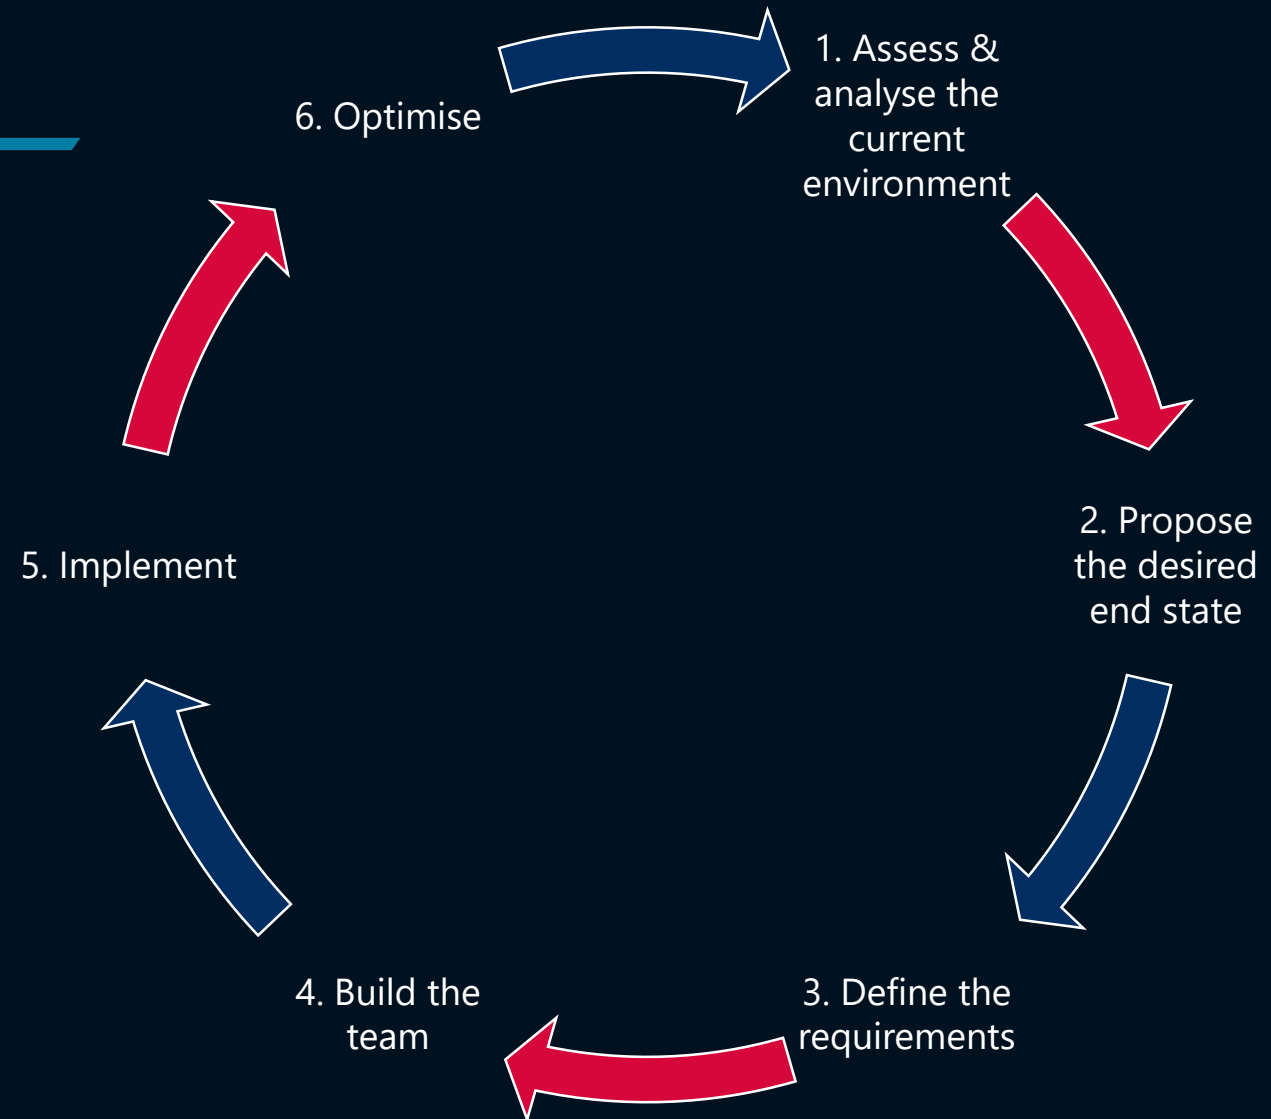 1. Assess &
analyse the
current
environment
2. Propose
the desired
end state
3. Define the
requirements
4. Build the
team
5. Implement
6. Optimise